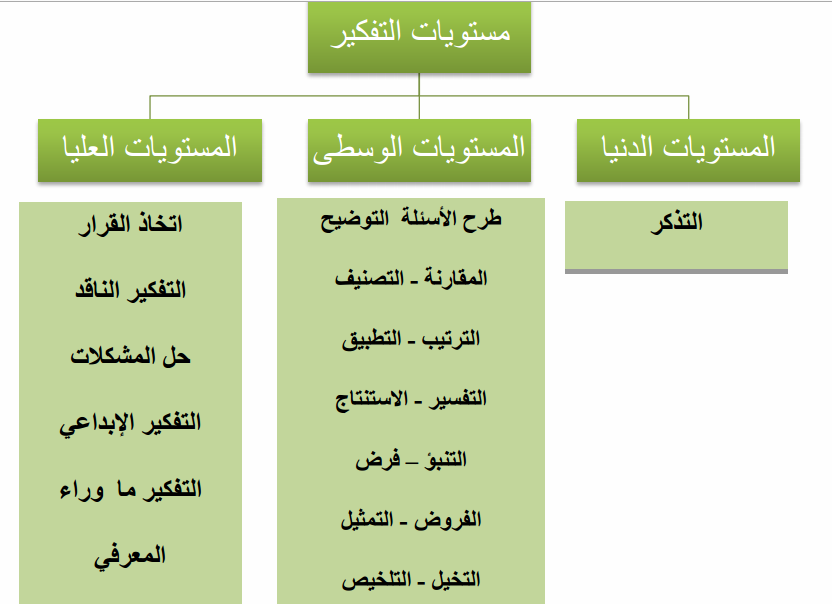 مستويات التفكير
المستويات الدنيا
التذكر
المستويات الوسطى
طرح الأسئلة التوضيح
المقارنة - التصنيف
الترتيب - التطبيق
التفسير - الاستنتاج
التنبؤ – فرض
الفروض - التمثيل
التخيل - التلخيص
المستويات العليا
اتخاذ القرار
التفكير الناقد
حل المشكلات
التفكير الإبداعي
التفكير ما وراء
المعرفي